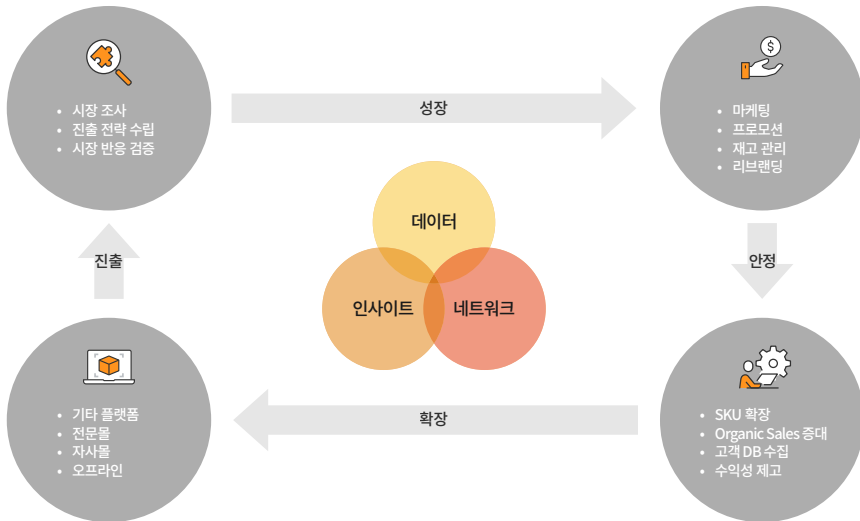 • 시장 조사
• 진출 전략 수립
• 시장 반응 검증
성장
$
• 마케팅
• 프로모션
• 재고 관리
• 리브랜딩
데이터
인사이트
네트워크
진출
안정
• 기타 플랫폼
• 전문몰
• 자사몰
• 오프라인
확장
• SKU 확장
• Organic Sales 증대
• 고객 DB 수집
• 수익성 제고